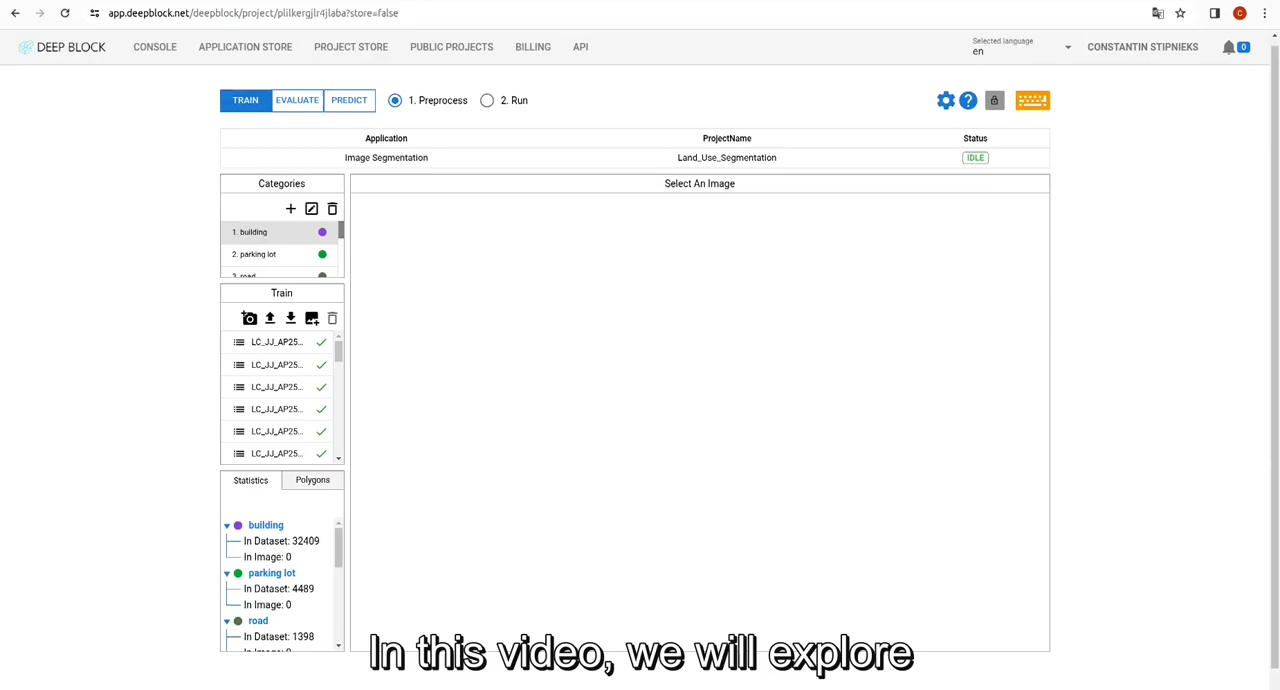 app.deepblock.net/deepblock/project/plilkergjlr4jlaba?store=false
C
DEEP BLOCK
CONSOLE
APPLICATION STORE
PROJECT STORE
PUBLIC PROJECTS
BILLING
API
Selected language
en
CONSTANTIN STIPNIEKS
0
TRAIN
EVALUATE
PREDICT
1. Preprocess
2. Run
Application
ProjectName
Status
Image Segmentation
Land_Use_Segmentation
IDLE
Categories
1. building
2. parking lot
3. road
Select An Image
Train
LC_JJ_AP25...
LC_JJ_AP25...
LC_JJ_AP25...
LC_JJ_AP25...
LC_JJ_AP25...
LC_JJ_AP25...
Statistics
Polygons
building
In Dataset: 32409
In Image: 0
parking lot
In Dataset: 4489
In Image: 0
road
In Dataset: 1398
In this video, we will explore